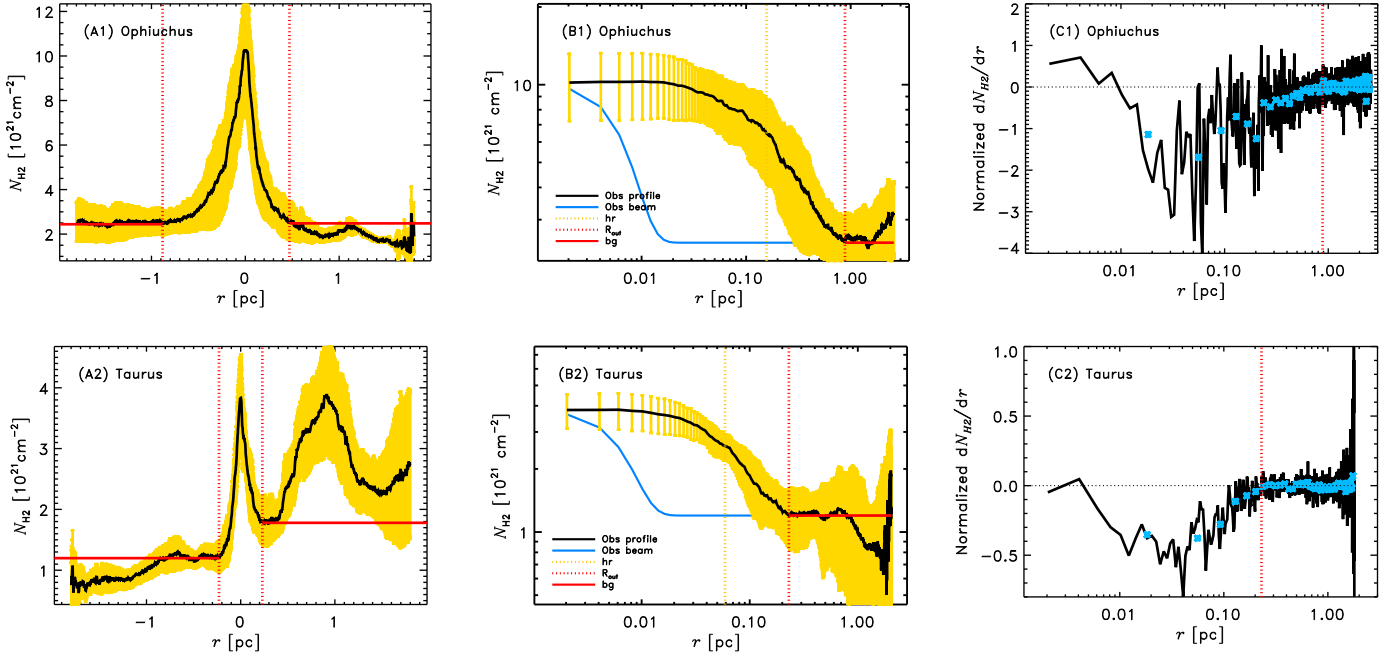 (A1) Ophiuchus
N_H2 [10^21 cm^-2]
12
10
8
6
4
2
-1
0
1
r [pc]
(B1) Ophiuchus
N_H2 [10^21 cm^-2]
10
Obs profile
Obs beam
hr
R_out
bg
0.01
0.10
1.00
r [pc]
(C1) Ophiuchus
Normalized dN_H2/dr
2
1
0
-1
-2
-3
-4
0.01
0.10
1.00
r [pc]
(A2) Taurus
N_H2 [10^21 cm^-2]
4
3
2
1
-1
0
1
r [pc]
(B2) Taurus
N_H2 [10^21 cm^-2]
1
Obs profile
Obs beam
hr
R_out
bg
0.01
0.10
1.00
r [pc]
(C2) Taurus
Normalized dN_H2/dr
1.0
0.5
0.0
-0.5
0.01
0.10
1.00
r [pc]